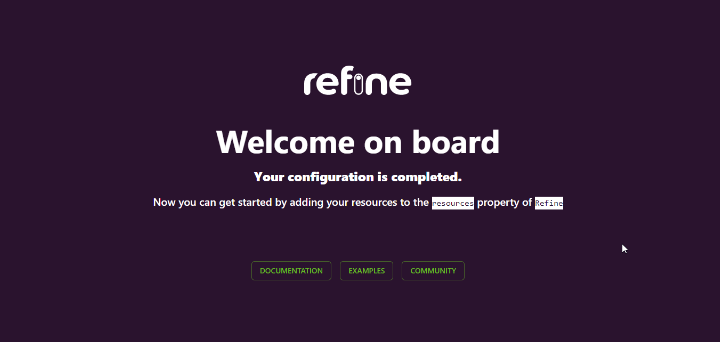 refine
Welcome on board
Your configuration is completed.
Now you can get started by adding your resources to the resources property of Refine
DOCUMENTATION EXAMPLES COMMUNITY